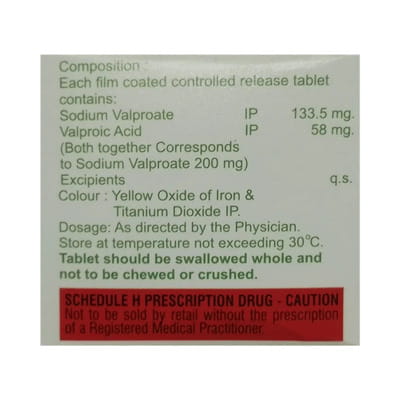 Composition :
Each film coated controlled release tablet
contains:
Sodium Valproate IP 133.5 mg.
Valproic Acid IP 58 mg.
(Both together Corresponds
to Sodium Valproate 200 mg)
Excipients q.s.
Colour : Yellow Oxide of Iron &
Titanium Dioxide IP.
Dosage: As directed by the Physician.
Store at temperature not exceeding 30°C.
Tablet should be swallowed whole and
not to be chewed or crushed.
SCHEDULE H PRESCRIPTION DRUG - CAUTION
Not to be sold by retail without the prescription
of a Registered Medical Practitioner.